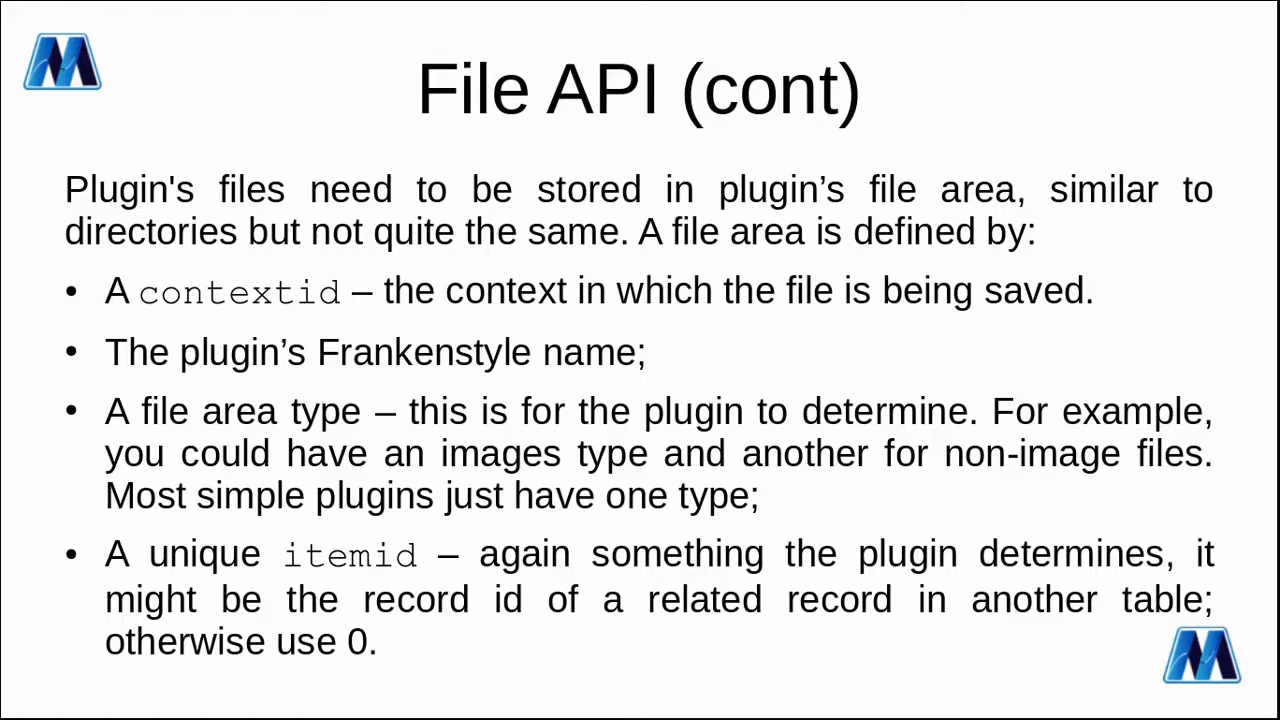 File API (cont)
Plugin's files need to be stored in plugin’s file area, similar to
directories but not quite the same. A file area is defined by:
• A contextid – the context in which the file is being saved.
• The plugin’s Frankenstyle name;
• A file area type – this is for the plugin to determine. For example,
you could have an images type and another for non-image files.
Most simple plugins just have one type;
• A unique itemid – again something the plugin determines, it
might be the record id of a related record in another table;
otherwise use 0.